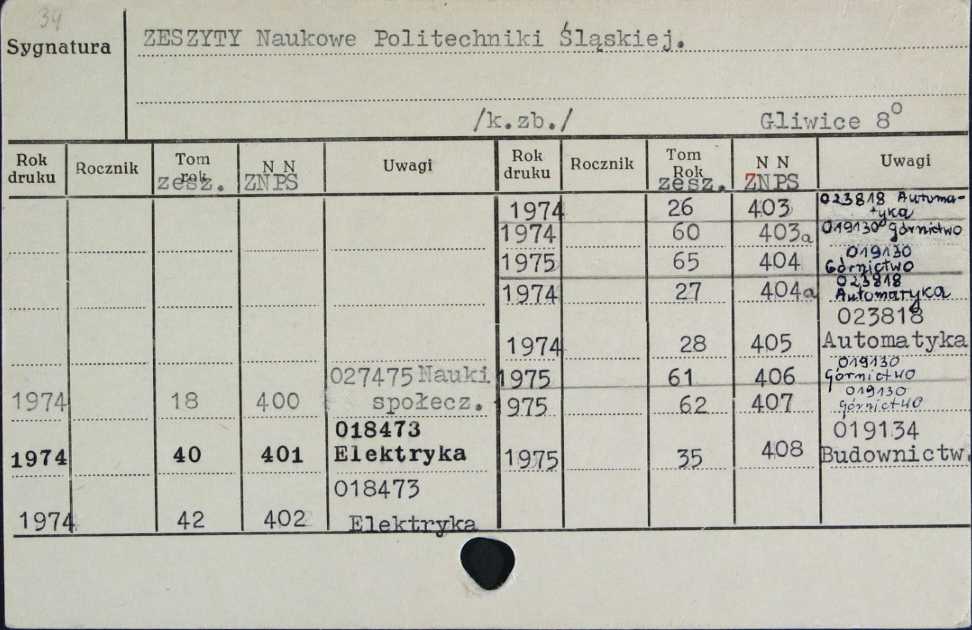 34
Sygnatura
ZESZYTY Naukowe Politechniki Śląskiej.
/k.zb./ Gliwice 8o
Rok druku Rocznik Tom rok zesz. N N ZNPS Uwagi Rok druku Rocznik Tom Rok zesz. N N ZNPS Uwagi
1974 26 403 023818 Automa-
tyka
1974 60 403a 019130 Górnictwo
1975 65 404 019130
Górnictwo
1974 27 404a 023818
Automatyka
023818
1974 28 405 Automatyka
019130
027475 Nauki 1975 61 406 Górnictwo
019130
1974 18 400 społecz. 975 62 407 górnictwo
018473 019134
1974 40 401 Elektryka 1975 35 408 Budownictw.
018473
1974 42 402 Elektryka